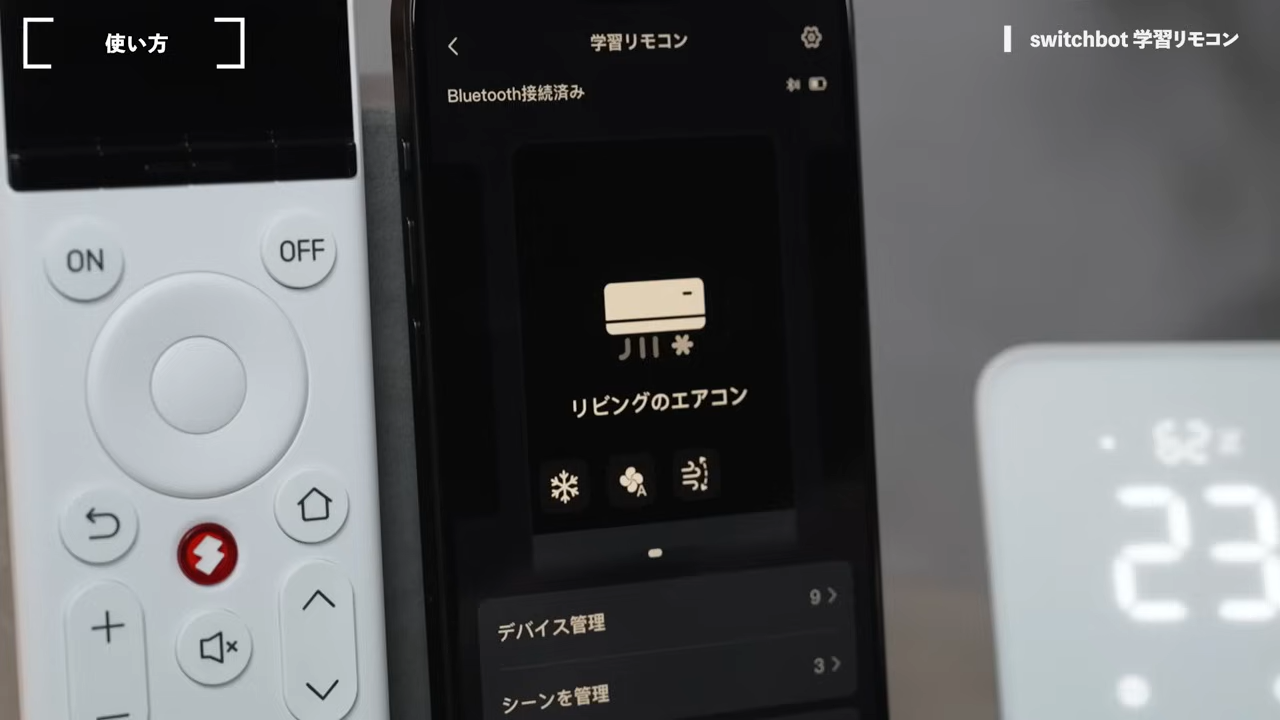 使い方
switchbot 学習リモコン
ON
OFF
学習リモコン
Bluetooth接続済み
リビングのエアコン
A
デバイス管理
9
シーンを管理
3
62%
23